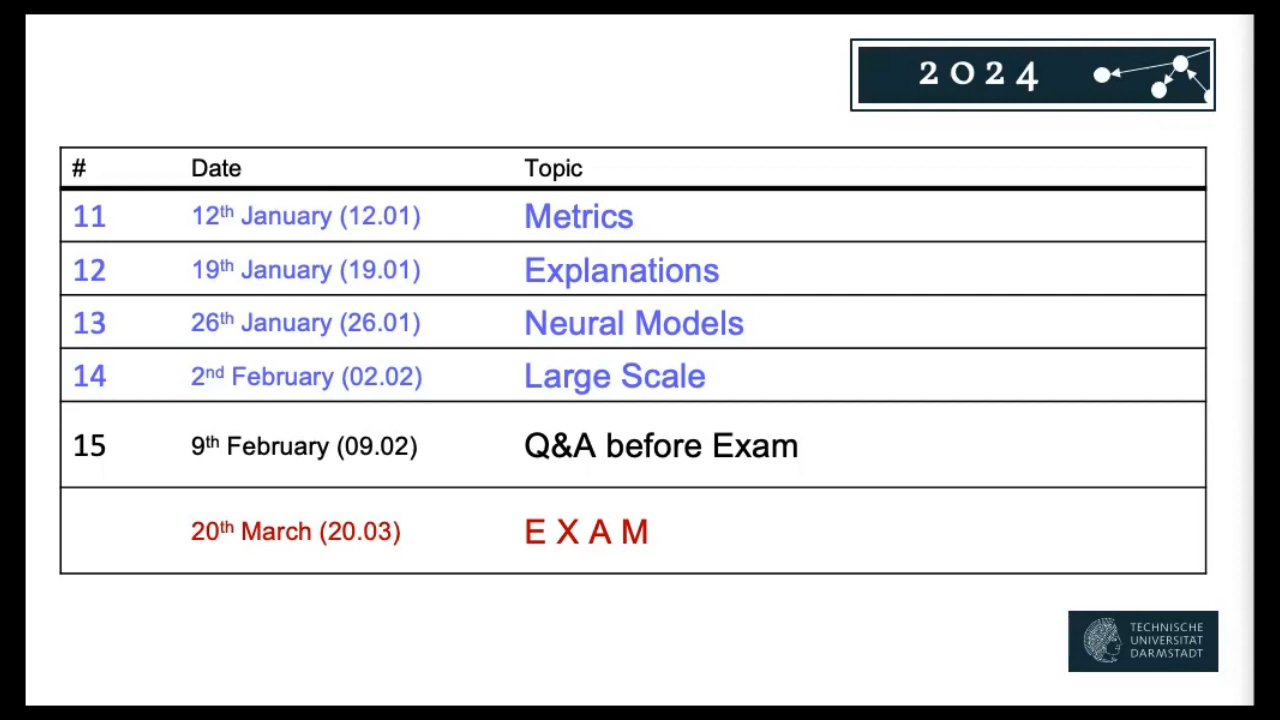 2024
# Date Topic
11 12th January (12.01) Metrics
12 19th January (19.01) Explanations
13 26th January (26.01) Neural Models
14 2nd February (02.02) Large Scale
15 9th February (09.02) Q&A before Exam
20th March (20.03) E X A M
TECHNISCHE
UNIVERSITÄT
DARMSTADT